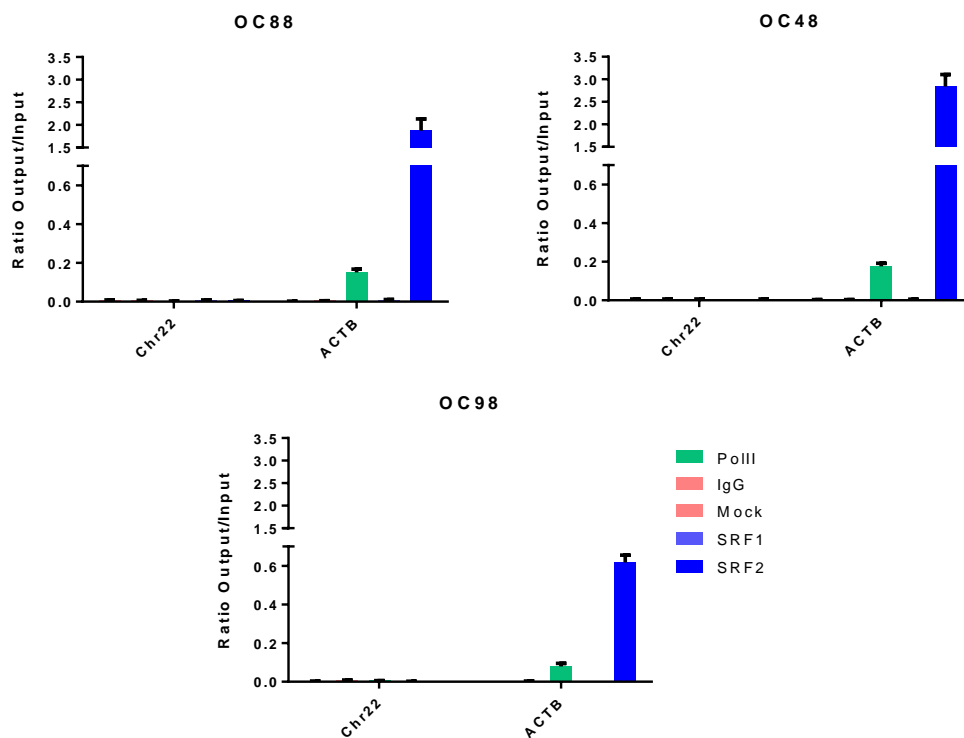 OC88
Ratio Output/Input
3.5
3.0
2.5
2.0
1.5
0.6
0.4
0.2
0.0
Chr22
ACTB
OC48
Ratio Output/Input
3.5
3.0
2.5
2.0
1.5
0.6
0.4
0.2
0.0
Chr22
ACTB
OC98
Ratio Output/Input
3.5
3.0
2.5
2.0
1.5
0.6
0.4
0.2
0.0
Chr22
ACTB
PolII
IgG
Mock
SRF1
SRF2